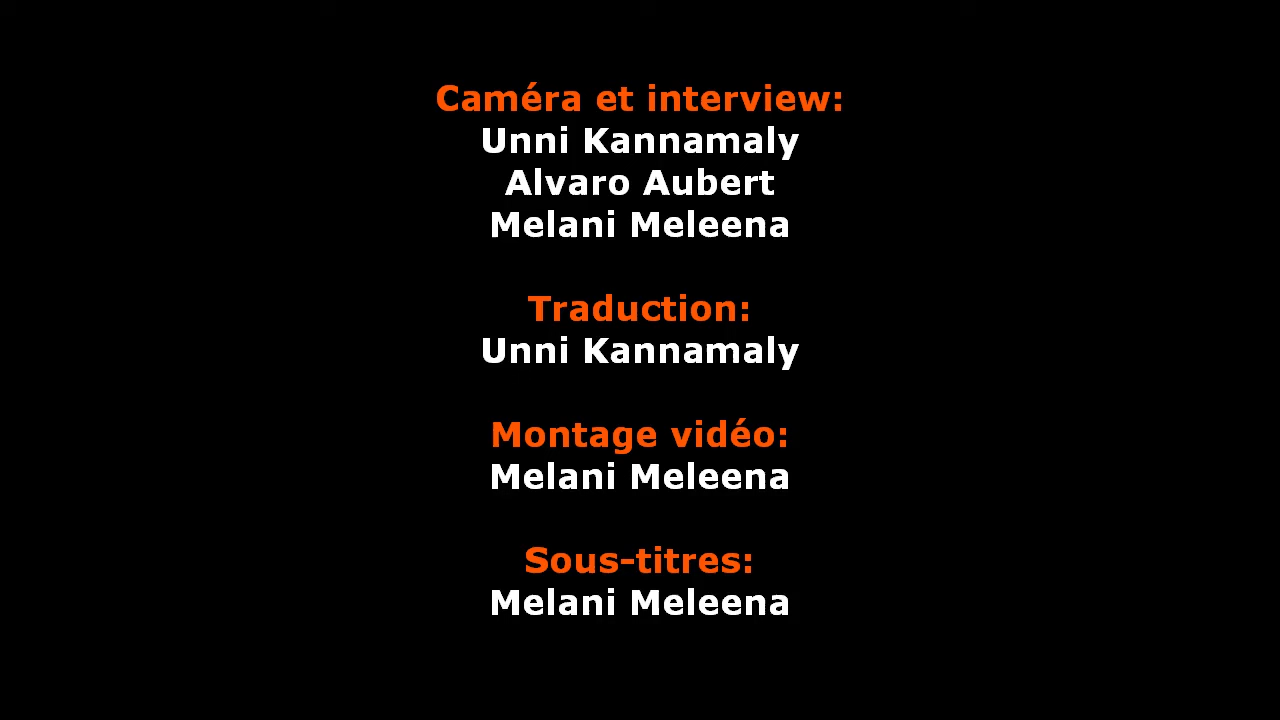 Caméra et interview:
Unni Kannamaly
Alvaro Aubert
Melani Meleena
Traduction:
Unni Kannamaly
Montage vidéo:
Melani Meleena
Sous-titres:
Melani Meleena